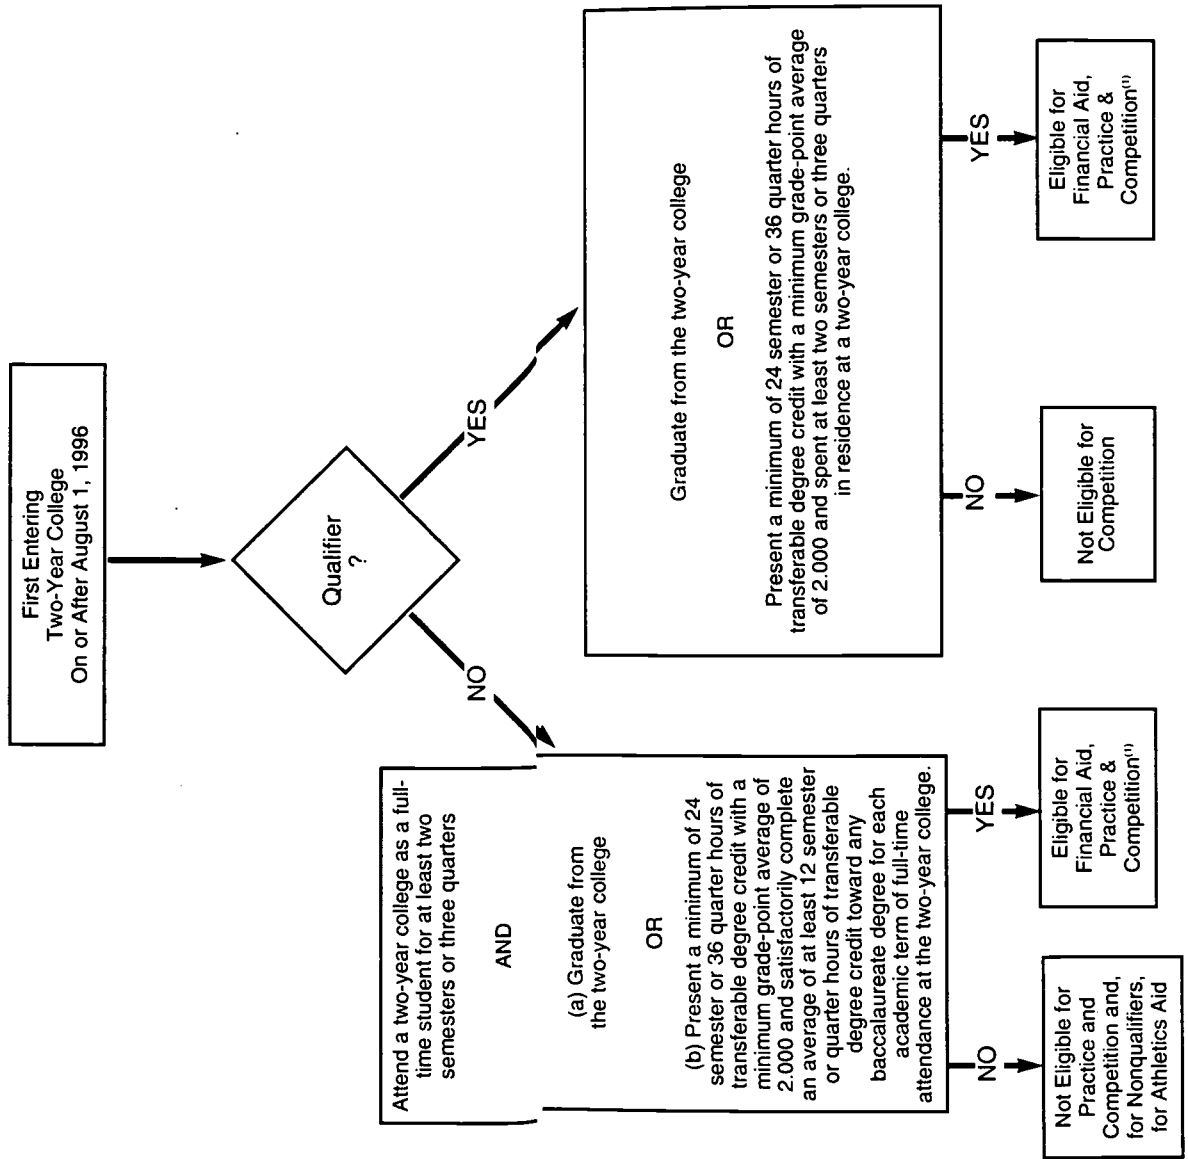 First Entering
Two-Year College
On or After August 1, 1996
Qualifier
?
NO
YES
Attend a two-year college as a full-
time student for at least two
semesters or three quarters
AND
(a) Graduate from
the two-year college
OR
(b) Present a minimum of 24
semester or 36 quarter hours of
transferable degree credit with a
minimum grade-point average of
2.000 and satisfactorily complete
an average of at least 12 semester
or quarter hours of transferable
degree credit toward any
baccalaureate degree for each
academic term of full-time
attendance at the two-year college.
NO
YES
Not Eligible for
Practice and
Competition and,
for Nonqualifiers,
for Athletics Aid
Eligible for
Financial Aid,
Practice &
Competition(1)
Graduate from the two-year college
OR
Present a minimum of 24 semester or 36 quarter hours of
transferable degree credit with a minimum grade-point average
of 2.000 and spent at least two semesters or three quarters
in residence at a two-year college.
NO
YES
Not Eligible for
Competition
Eligible for
Financial Aid,
Practice &
Competition(1)